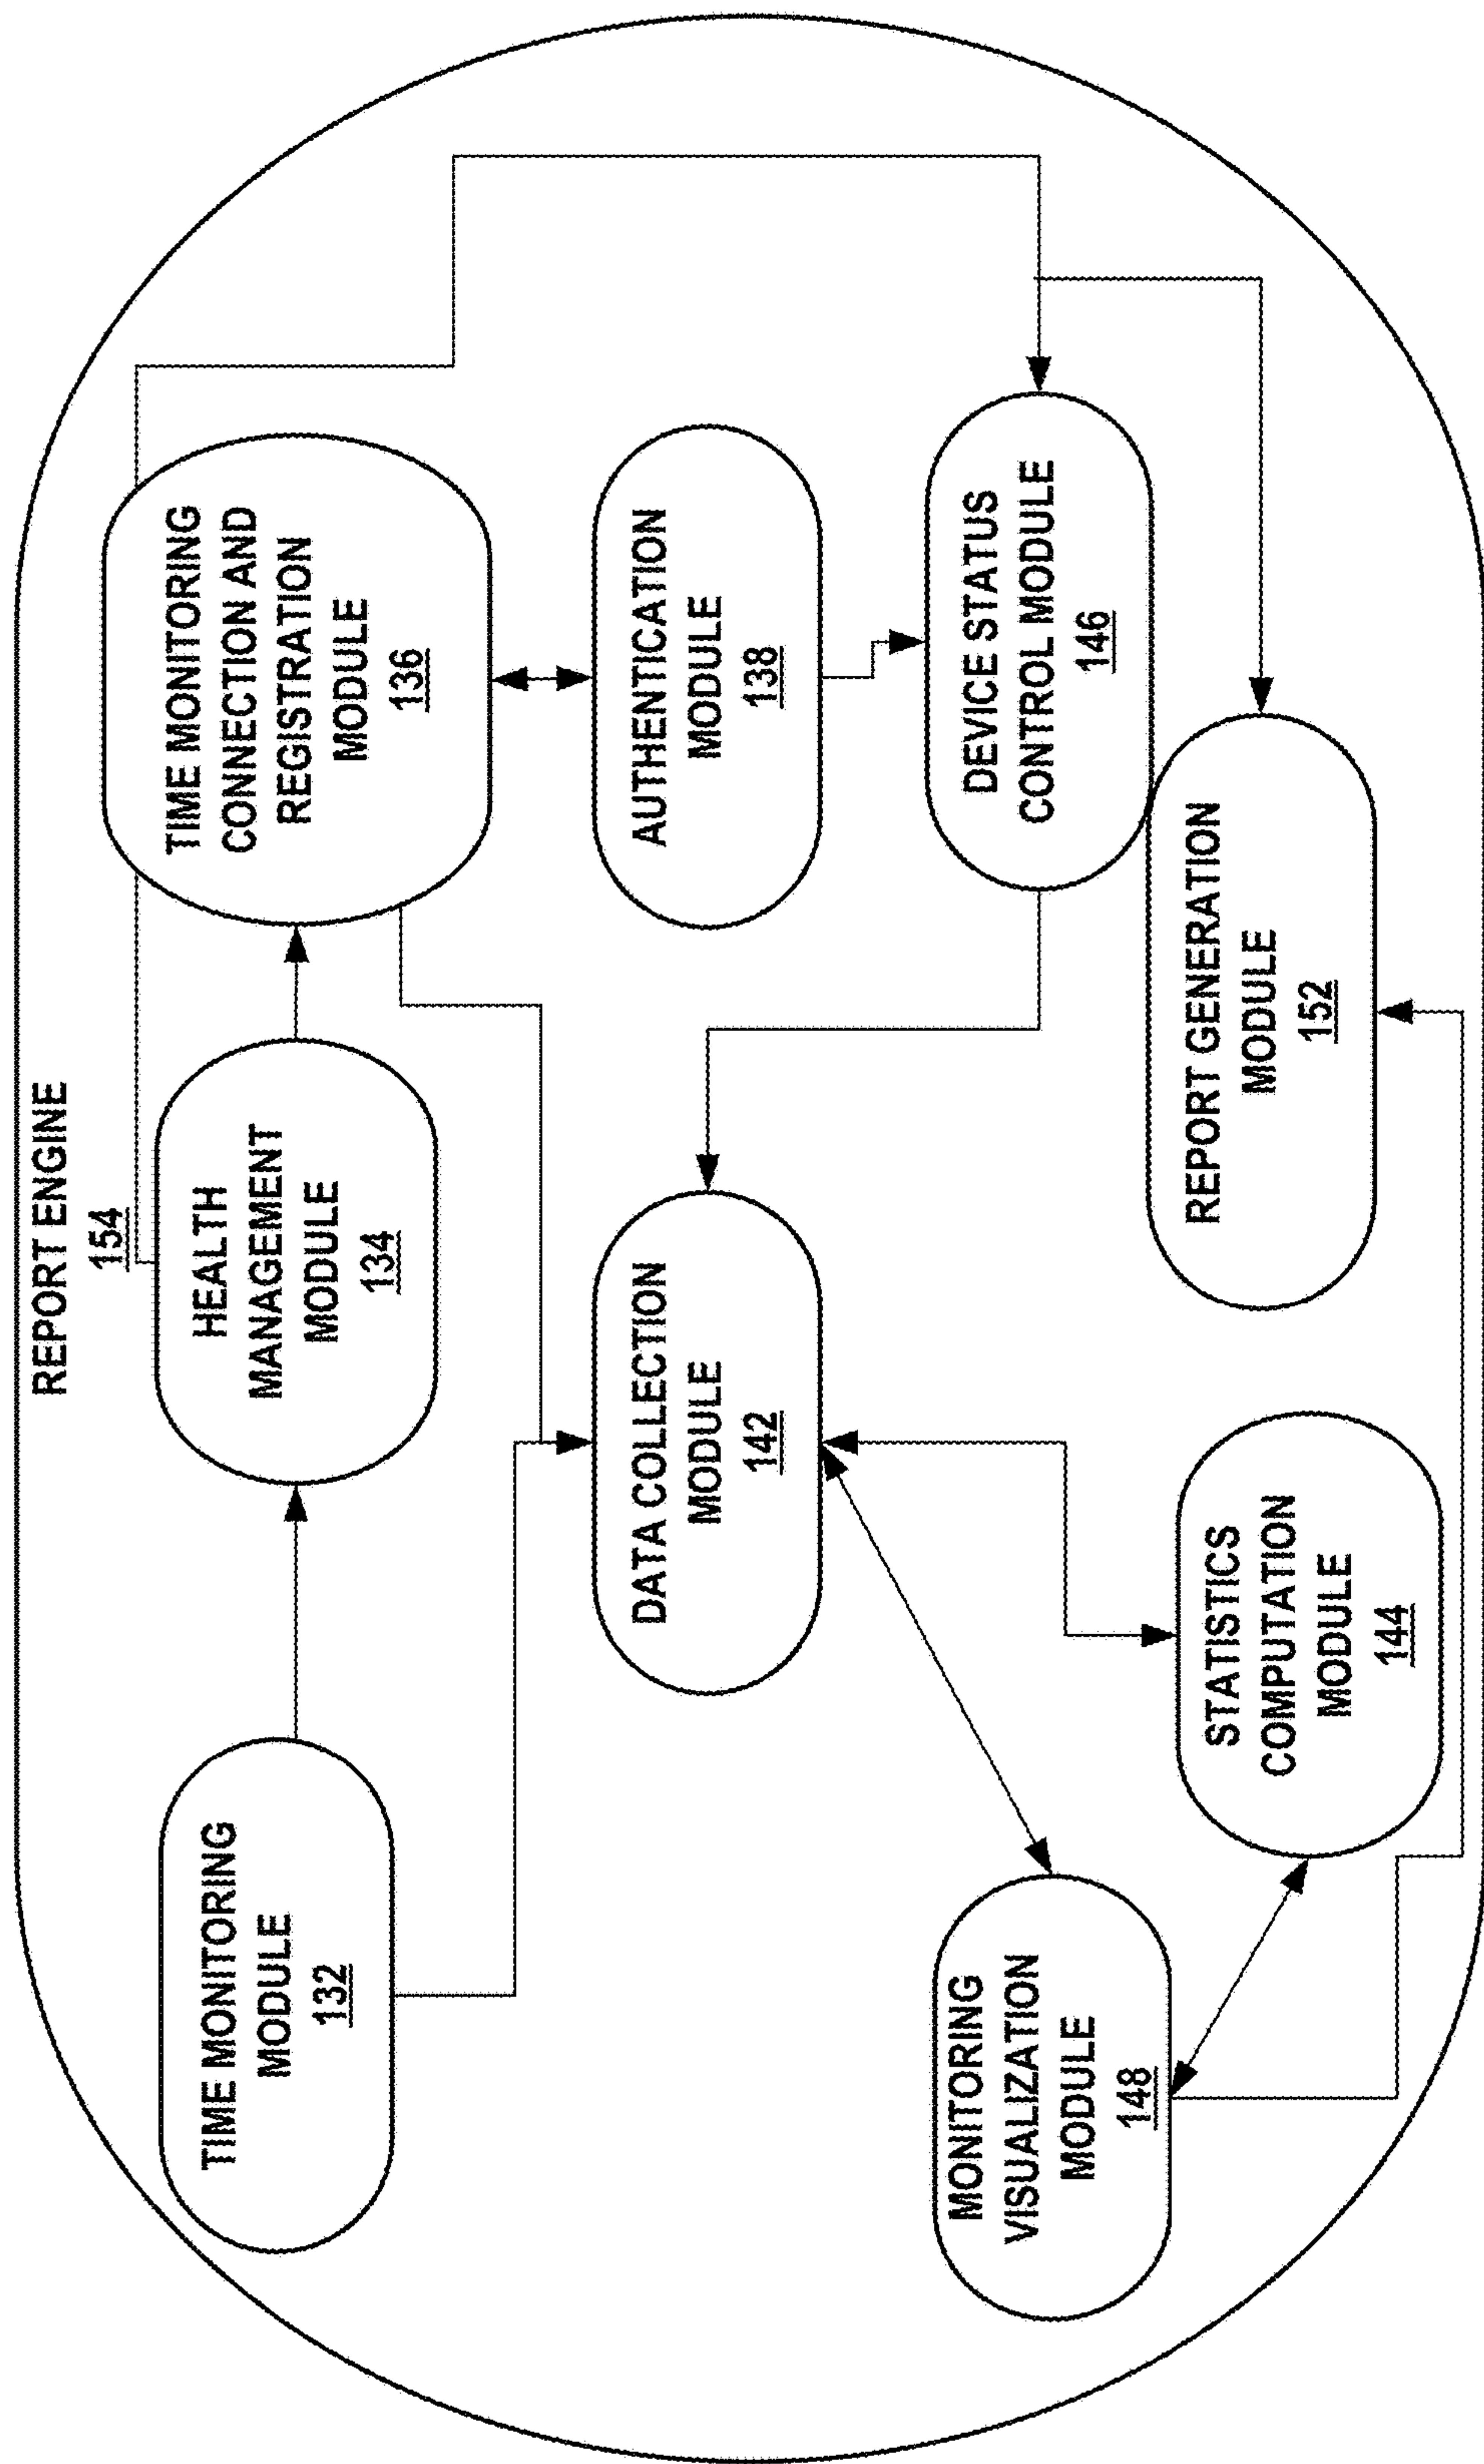 REPORT ENGINE
154
TIME MONITORING
MODULE
132
HEALTH
MANAGEMENT
MODULE
134
TIME MONITORING
CONNECTION AND
REGISTRATION
MODULE
136
DATA COLLECTION
MODULE
142
AUTHENTICATION
MODULE
138
MONITORING
VISUALIZATION
MODULE
148
STATISTICS
COMPUTATION
MODULE
144
DEVICE STATUS
CONTROL MODULE
146
REPORT GENERATION
MODULE
152